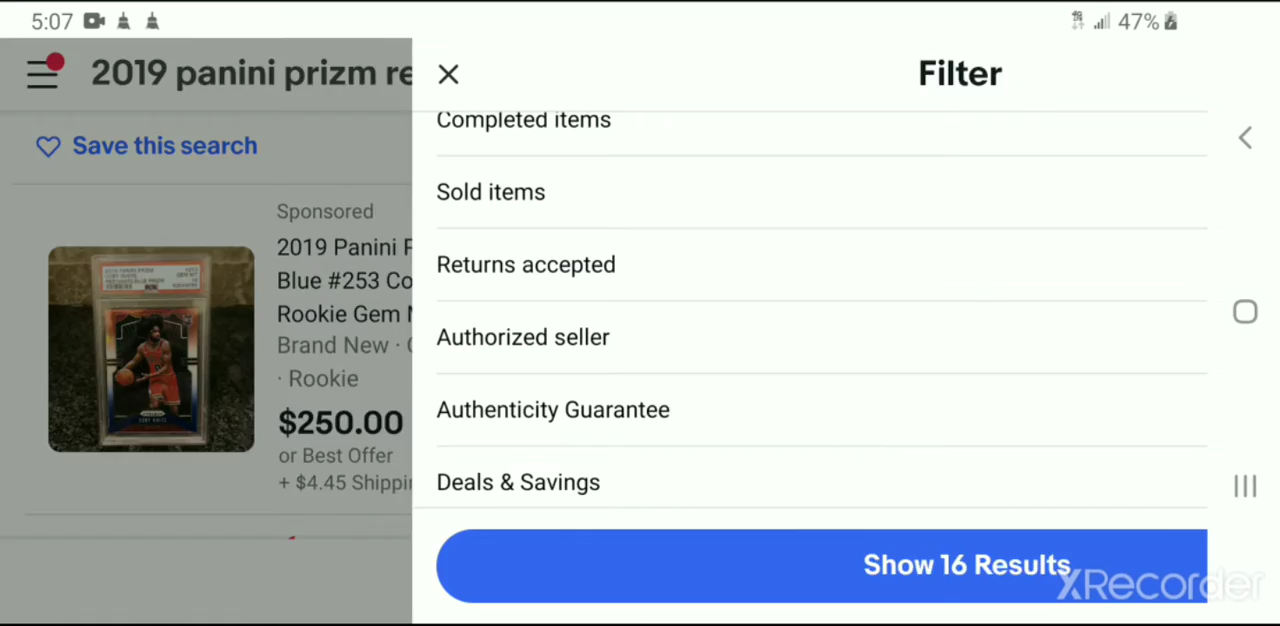 5:07
4G 47%
2019 panini prizm re
Filter
Save this search
Completed items
Sold items
Returns accepted
Authorized seller
Authenticity Guarantee
Deals & Savings
Sponsored
2019 Panini P
Blue #253 Co
Rookie Gem M
Brand New ·
· Rookie
$250.00
or Best Offer
+ $4.45 Shippin
Show 16 Results
XRecorder